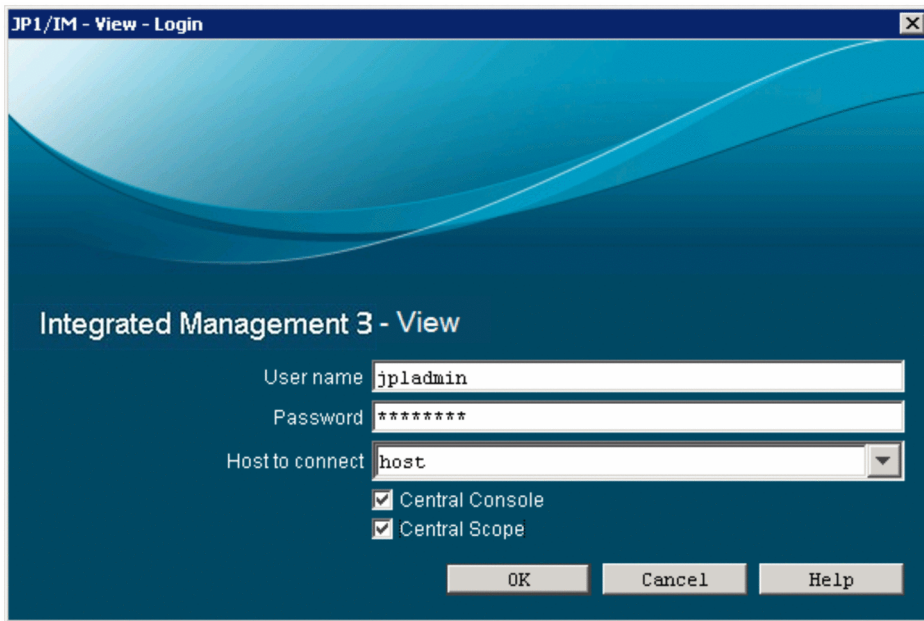 JP1/IM - View - Login
Integrated Management 3 - View
User name jpladmin
Password ********
Host to connect host
Central Console
Central Scope
OK Cancel Help